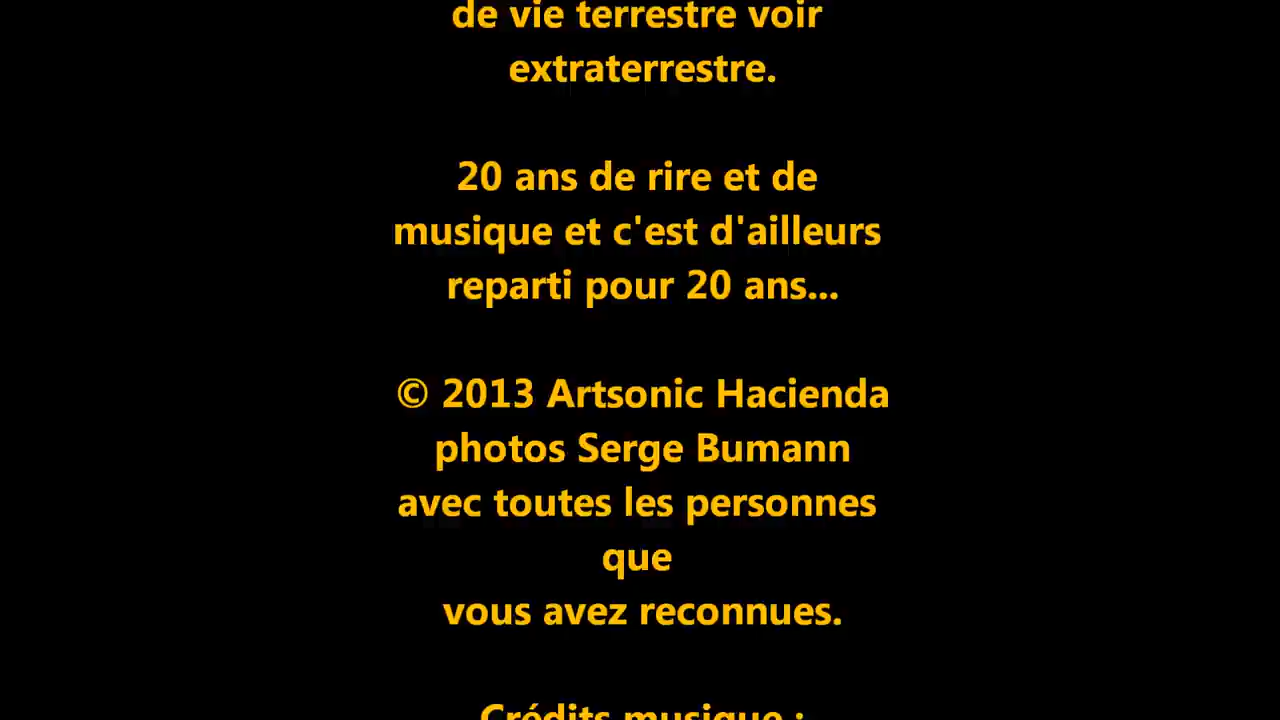 de vie terrestre voir
extraterrestre.
20 ans de rire et de
musique et c'est d'ailleurs
reparti pour 20 ans...
© 2013 Artsonic Hacienda
photos Serge Bumann
avec toutes les personnes
que
vous avez reconnues.
Crédits musique :